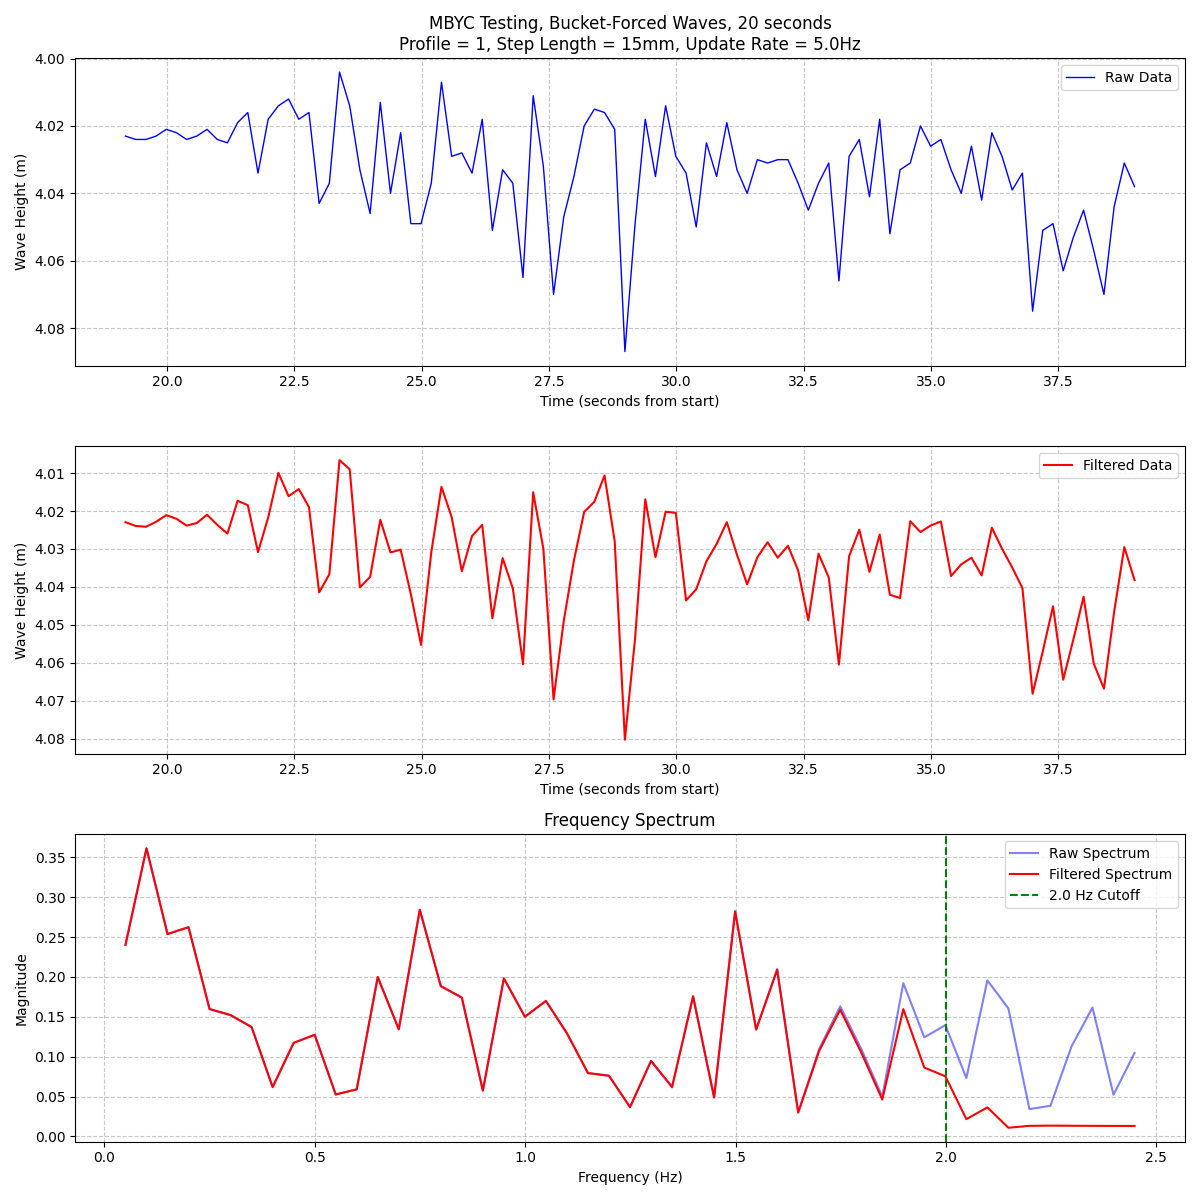 MBYC Testing, Bucket-Forced Waves, 20 seconds
Profile = 1, Step Length = 15mm, Update Rate = 5.0Hz
Wave Height (m)
4.00
4.02
4.04
4.06
4.08
Raw Data
20.0 22.5 25.0 27.5 30.0 32.5 35.0 37.5
Time (seconds from start)
Wave Height (m)
4.01
4.02
4.03
4.04
4.05
4.06
4.07
4.08
Filtered Data
20.0 22.5 25.0 27.5 30.0 32.5 35.0 37.5
Time (seconds from start)
Frequency Spectrum
Magnitude
0.35
0.30
0.25
0.20
0.15
0.10
0.05
0.00
Raw Spectrum
Filtered Spectrum
2.0 Hz Cutoff
0.0 0.5 1.0 1.5 2.0 2.5
Frequency (Hz)